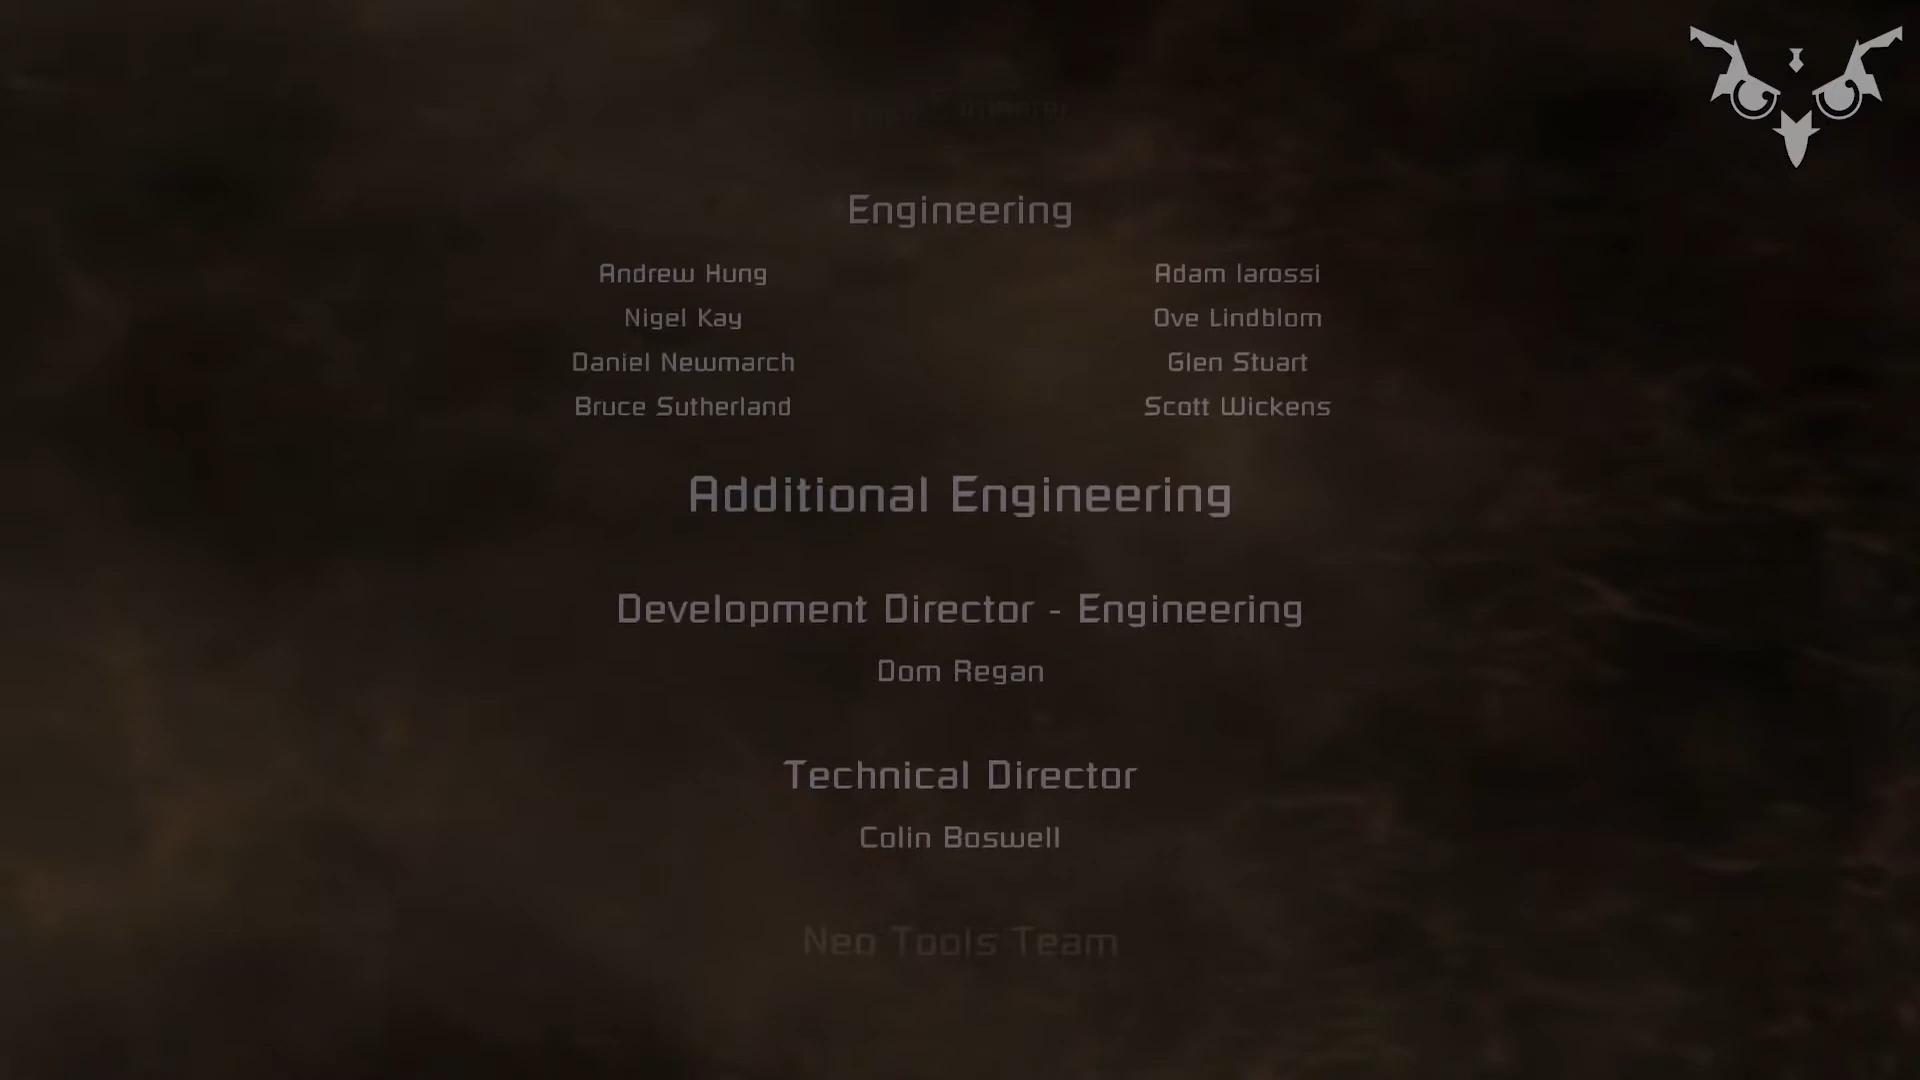 Engineering
Andrew Hung
Adam Iarossi
Nigel Kay
Ove Lindblom
Daniel Newmarch
Glen Stuart
Bruce Sutherland
Scott Wickens
Additional Engineering
Development Director - Engineering
Dom Regan
Technical Director
Colin Boswell
Neo Tools Team